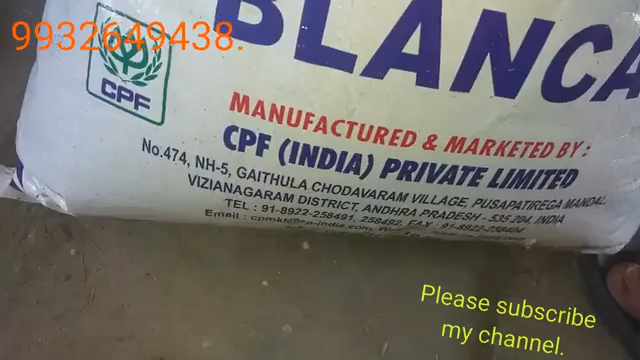 9932649438.
BLANCA
CPF
MANUFACTURED & MARKETED BY :
CPF (INDIA) PRIVATE LIMITED
No.474, NH-5, GAITHULA CHODAVARAM VILLAGE, PUSAPATIREGA MANDAL
VIZIANAGARAM DISTRICT, ANDHRA PRADESH - 535 204, INDIA
TEL : 91-8922-258491, 258492, FAX : 91-8922-258494
Email :
Please subscribe
my channel.